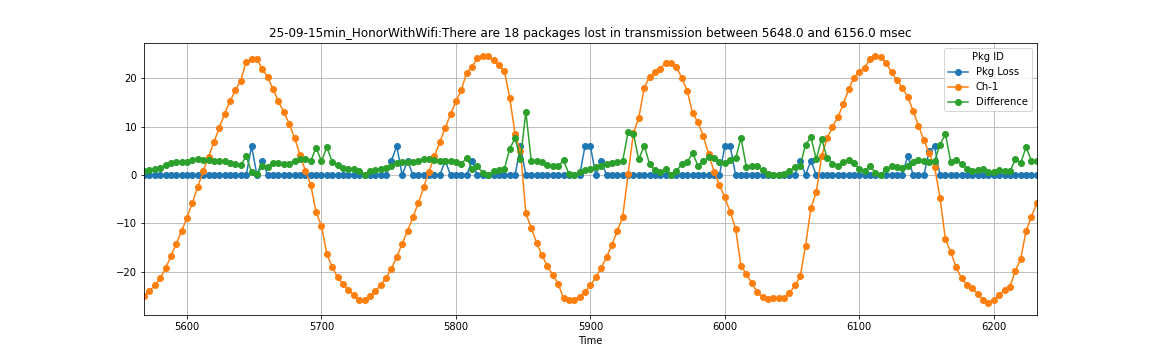 25-09-15min_HonorWithWifi:There are 18 packages lost in transmission between 5648.0 and 6156.0 msec
Pkg ID
Pkg Loss
Ch-1
Difference
20
10
0
−10
−20
5600 5700 5800 5900 6000 6100 6200
Time